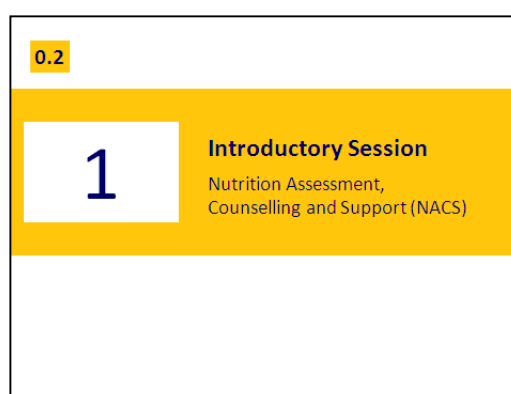 0.2
1
Introductory Session
Nutrition Assessment,
Counselling and Support (NACS)